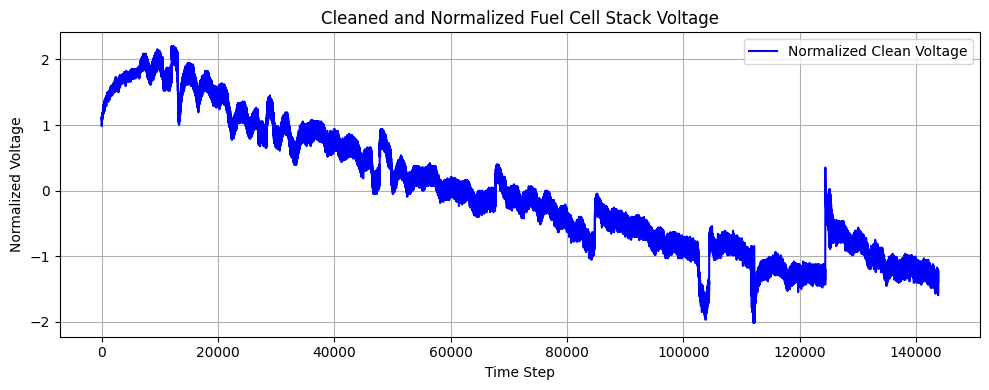 Cleaned and Normalized Fuel Cell Stack Voltage
Normalized Clean Voltage
Normalized Voltage
2
1
0
−1
−2
0 20000 40000 60000 80000 100000 120000 140000
Time Step